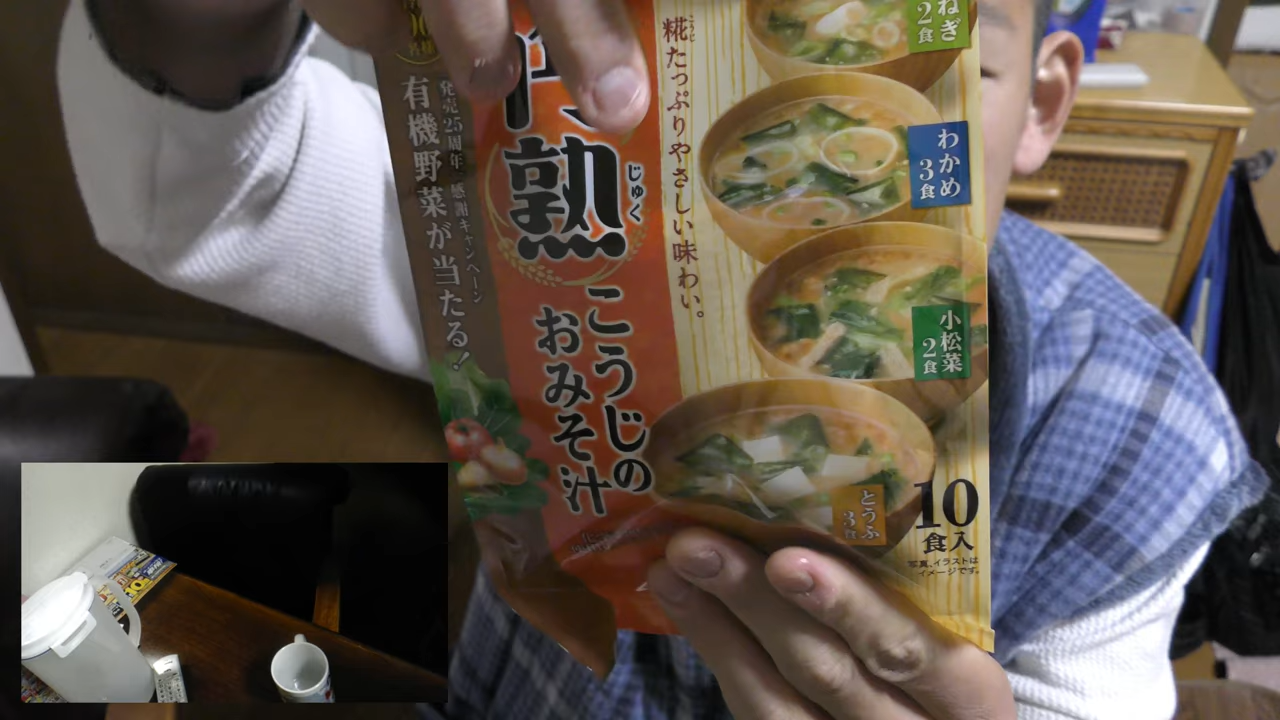 有機野菜が当たる!
発売25周年 感謝キャンペーン
熟
じゅく
こうじの
おみそ汁
糀たっぷりやさしい味わい。
こうじ
ねぎ
2食
わかめ
3食
小松菜
2食
とうふ
3食
10
食入
写真、イラストは
イメージです。